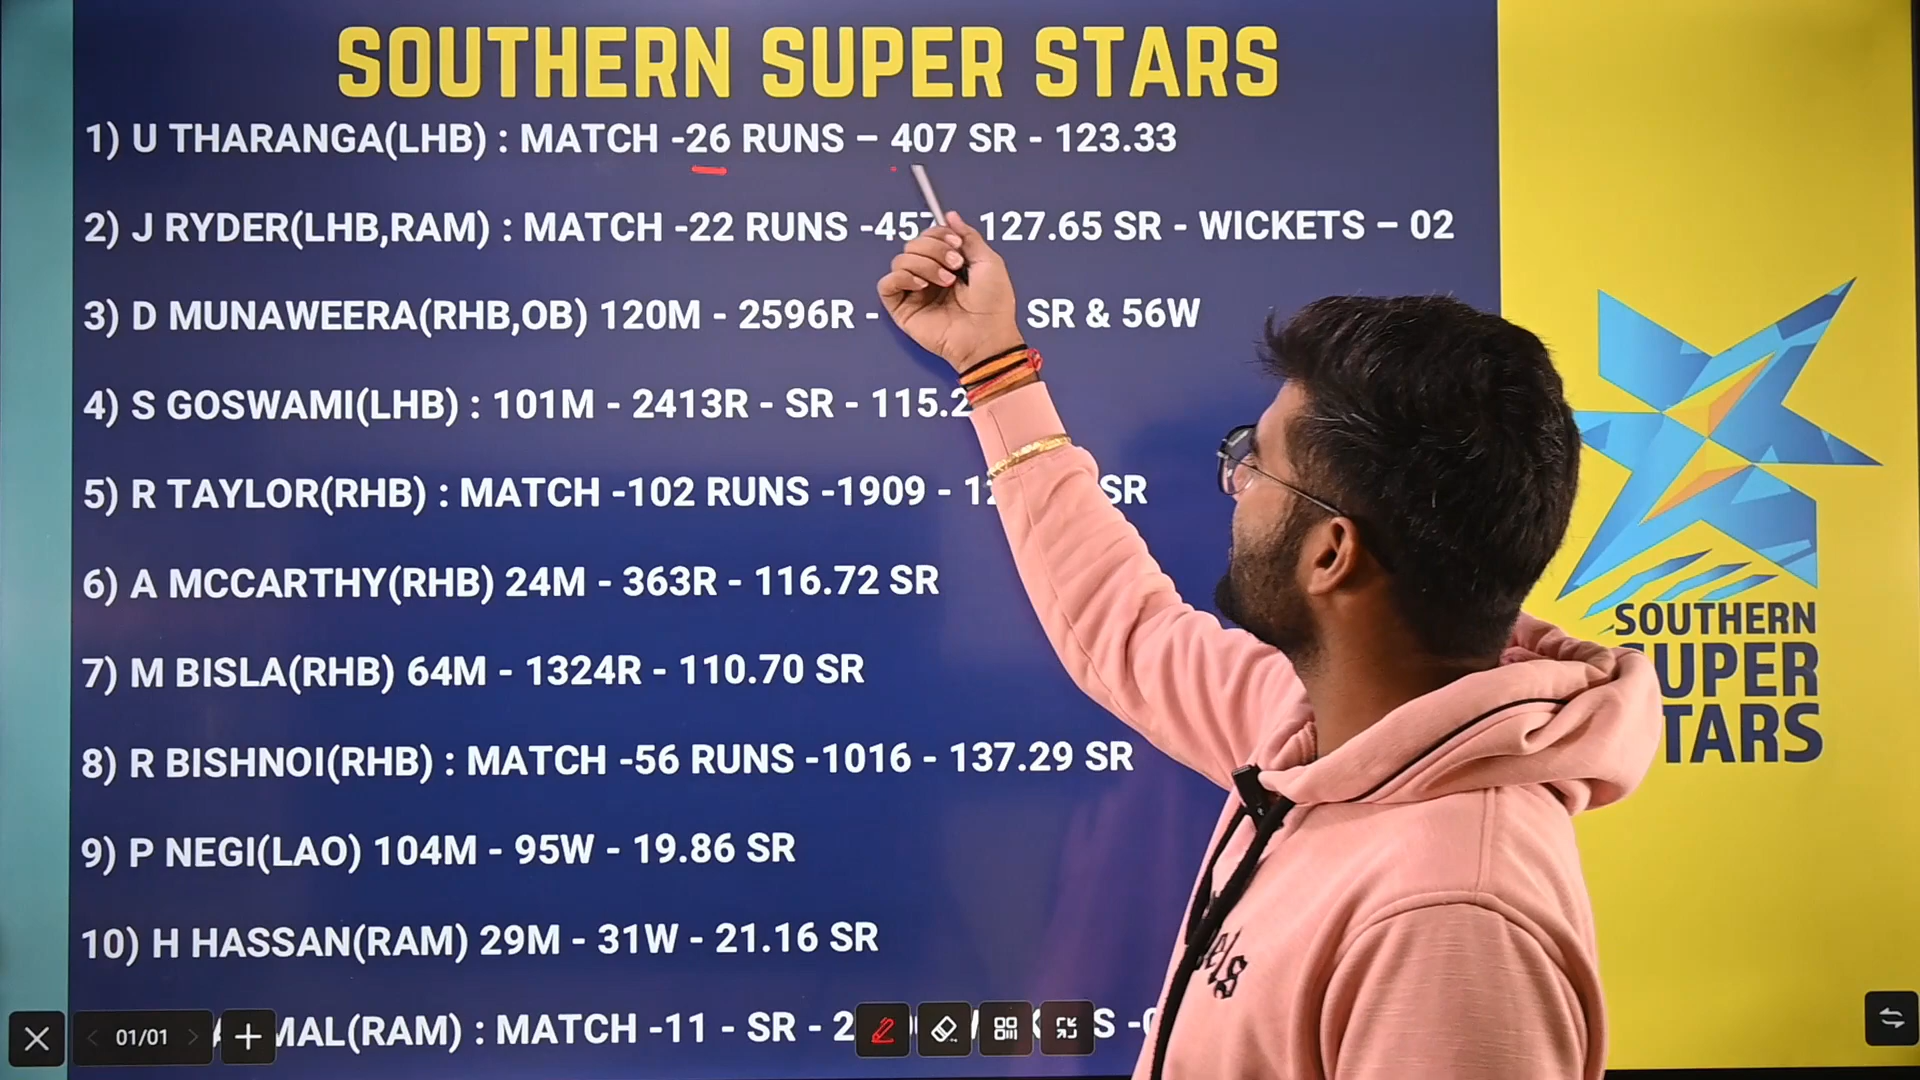 SOUTHERN SUPER STARS
1) U THARANGA(LHB) : MATCH -26 RUNS – 407 SR - 123.33
2) J RYDER(LHB,RAM) : MATCH -22 RUNS -457 127.65 SR - WICKETS – 02
3) D MUNAWEERA(RHB,OB) 120M - 2596R - SR & 56W
4) S GOSWAMI(LHB) : 101M - 2413R - SR - 115.2
5) R TAYLOR(RHB) : MATCH -102 RUNS -1909 - SR
6) A MCCARTHY(RHB) 24M - 363R - 116.72 SR
7) M BISLA(RHB) 64M - 1324R - 110.70 SR
8) R BISHNOI(RHB) : MATCH -56 RUNS -1016 - 137.29 SR
9) P NEGI(LAO) 104M - 95W - 19.86 SR
10) H HASSAN(RAM) 29M - 31W - 21.16 SR
MAL(RAM) : MATCH -11 - SR -
01/01
SOUTHERN
SUPER
STARS